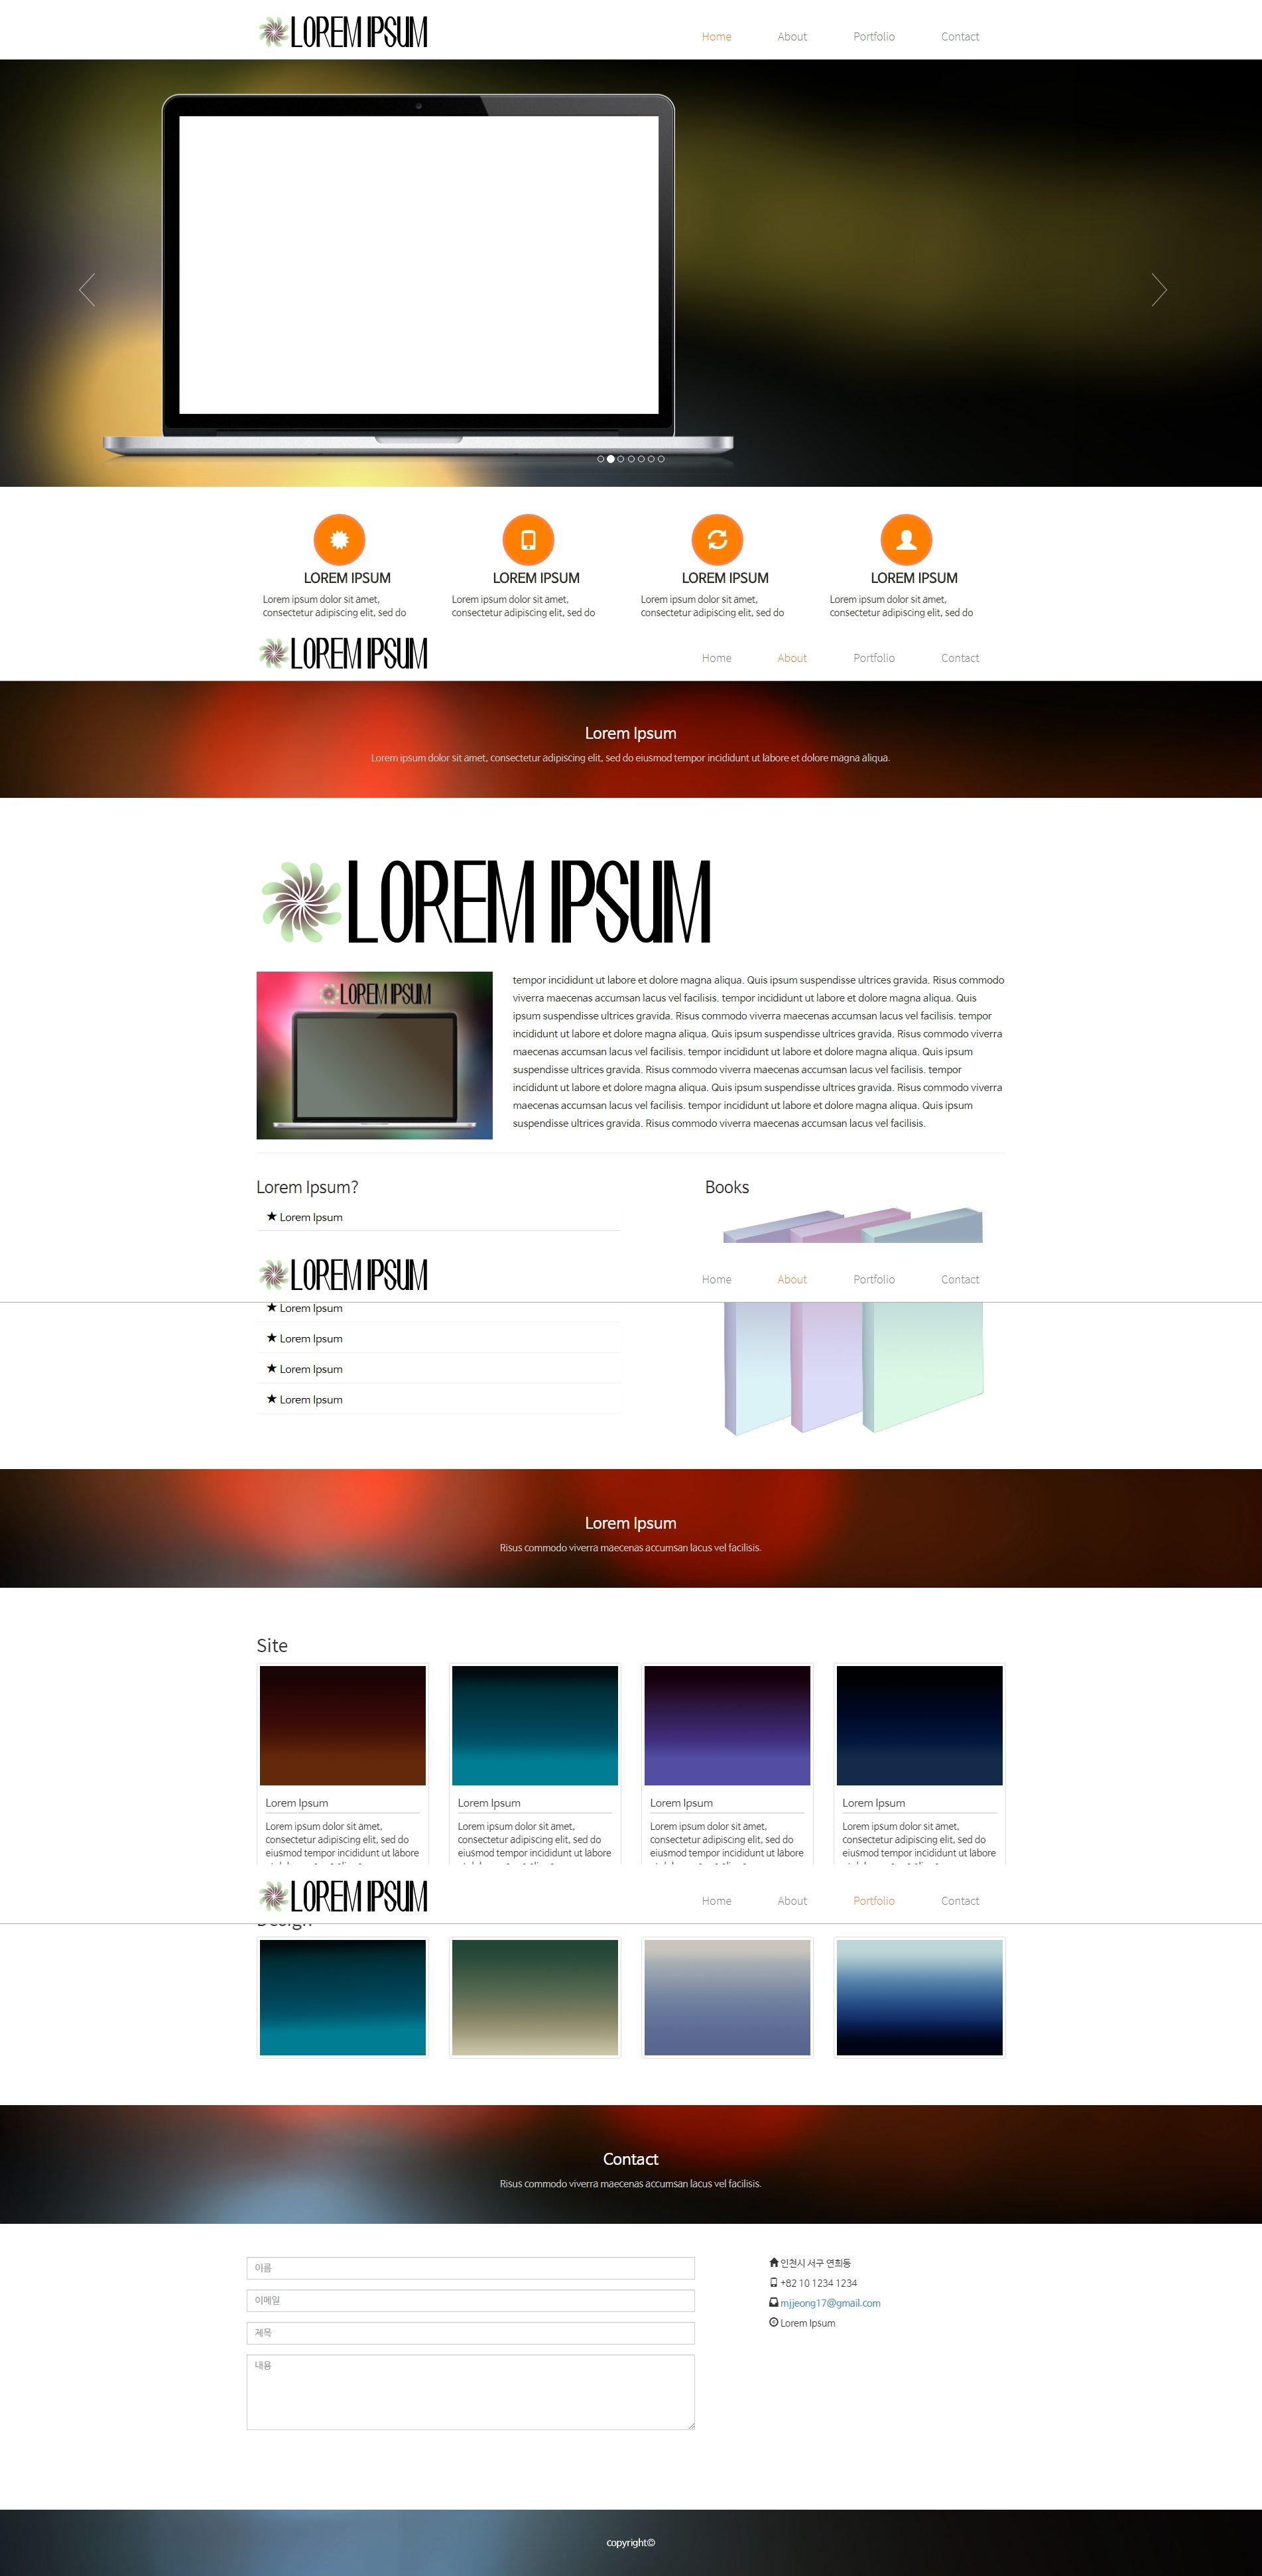 LOREM IPSUM
Home About Portfolio Contact
LOREM IPSUM LOREM IPSUM LOREM IPSUM LOREM IPSUM
Lorem ipsum dolor sit amet,
consectetur adipiscing elit, sed do
Lorem ipsum dolor sit amet,
consectetur adipiscing elit, sed do
Lorem ipsum dolor sit amet,
consectetur adipiscing elit, sed do
Lorem ipsum dolor sit amet,
consectetur adipiscing elit, sed do
LOREM IPSUM
Home About Portfolio Contact
Lorem Ipsum
Lorem ipsum dolor sit amet, consectetur adipiscing elit, sed do eiusmod tempor incididunt ut labore et dolore magna aliqua.
LOREM IPSUM
LOREM IPSUM
tempor incididunt ut labore et dolore magna aliqua. Quis ipsum suspendisse ultrices gravida. Risus commodo
viverra maecenas accumsan lacus vel facilisis. tempor incididunt ut labore et dolore magna aliqua. Quis
ipsum suspendisse ultrices gravida. Risus commodo viverra maecenas accumsan lacus vel facilisis. tempor
incididunt ut labore et dolore magna aliqua. Quis ipsum suspendisse ultrices gravida. Risus commodo viverra
maecenas accumsan lacus vel facilisis. tempor incididunt ut labore et dolore magna aliqua. Quis ipsum
suspendisse ultrices gravida. Risus commodo viverra maecenas accumsan lacus vel facilisis. tempor
incididunt ut labore et dolore magna aliqua. Quis ipsum suspendisse ultrices gravida. Risus commodo viverra
maecenas accumsan lacus vel facilisis. tempor incididunt ut labore et dolore magna aliqua. Quis ipsum
suspendisse ultrices gravida. Risus commodo viverra maecenas accumsan lacus vel facilisis.
Lorem Ipsum?
★ Lorem Ipsum
Books
LOREM IPSUM
Home About Portfolio Contact
★ Lorem Ipsum
★ Lorem Ipsum
★ Lorem Ipsum
★ Lorem Ipsum
Lorem Ipsum
Risus commodo viverra maecenas accumsan lacus vel facilisis.
Site
Lorem Ipsum
Lorem ipsum dolor sit amet,
consectetur adipiscing elit, sed do
eiusmod tempor incididunt ut labore
Lorem Ipsum
Lorem ipsum dolor sit amet,
consectetur adipiscing elit, sed do
eiusmod tempor incididunt ut labore
Lorem Ipsum
Lorem ipsum dolor sit amet,
consectetur adipiscing elit, sed do
eiusmod tempor incididunt ut labore
Lorem Ipsum
Lorem ipsum dolor sit amet,
consectetur adipiscing elit, sed do
eiusmod tempor incididunt ut labore
LOREM IPSUM
Home About Portfolio Contact
Design
Contact
Risus commodo viverra maecenas accumsan lacus vel facilisis.
이름
이메일
제목
내용
인천시 서구 연희동
+82 10 1234 1234
mjjeong17@gmail.com
Lorem Ipsum
copyright©